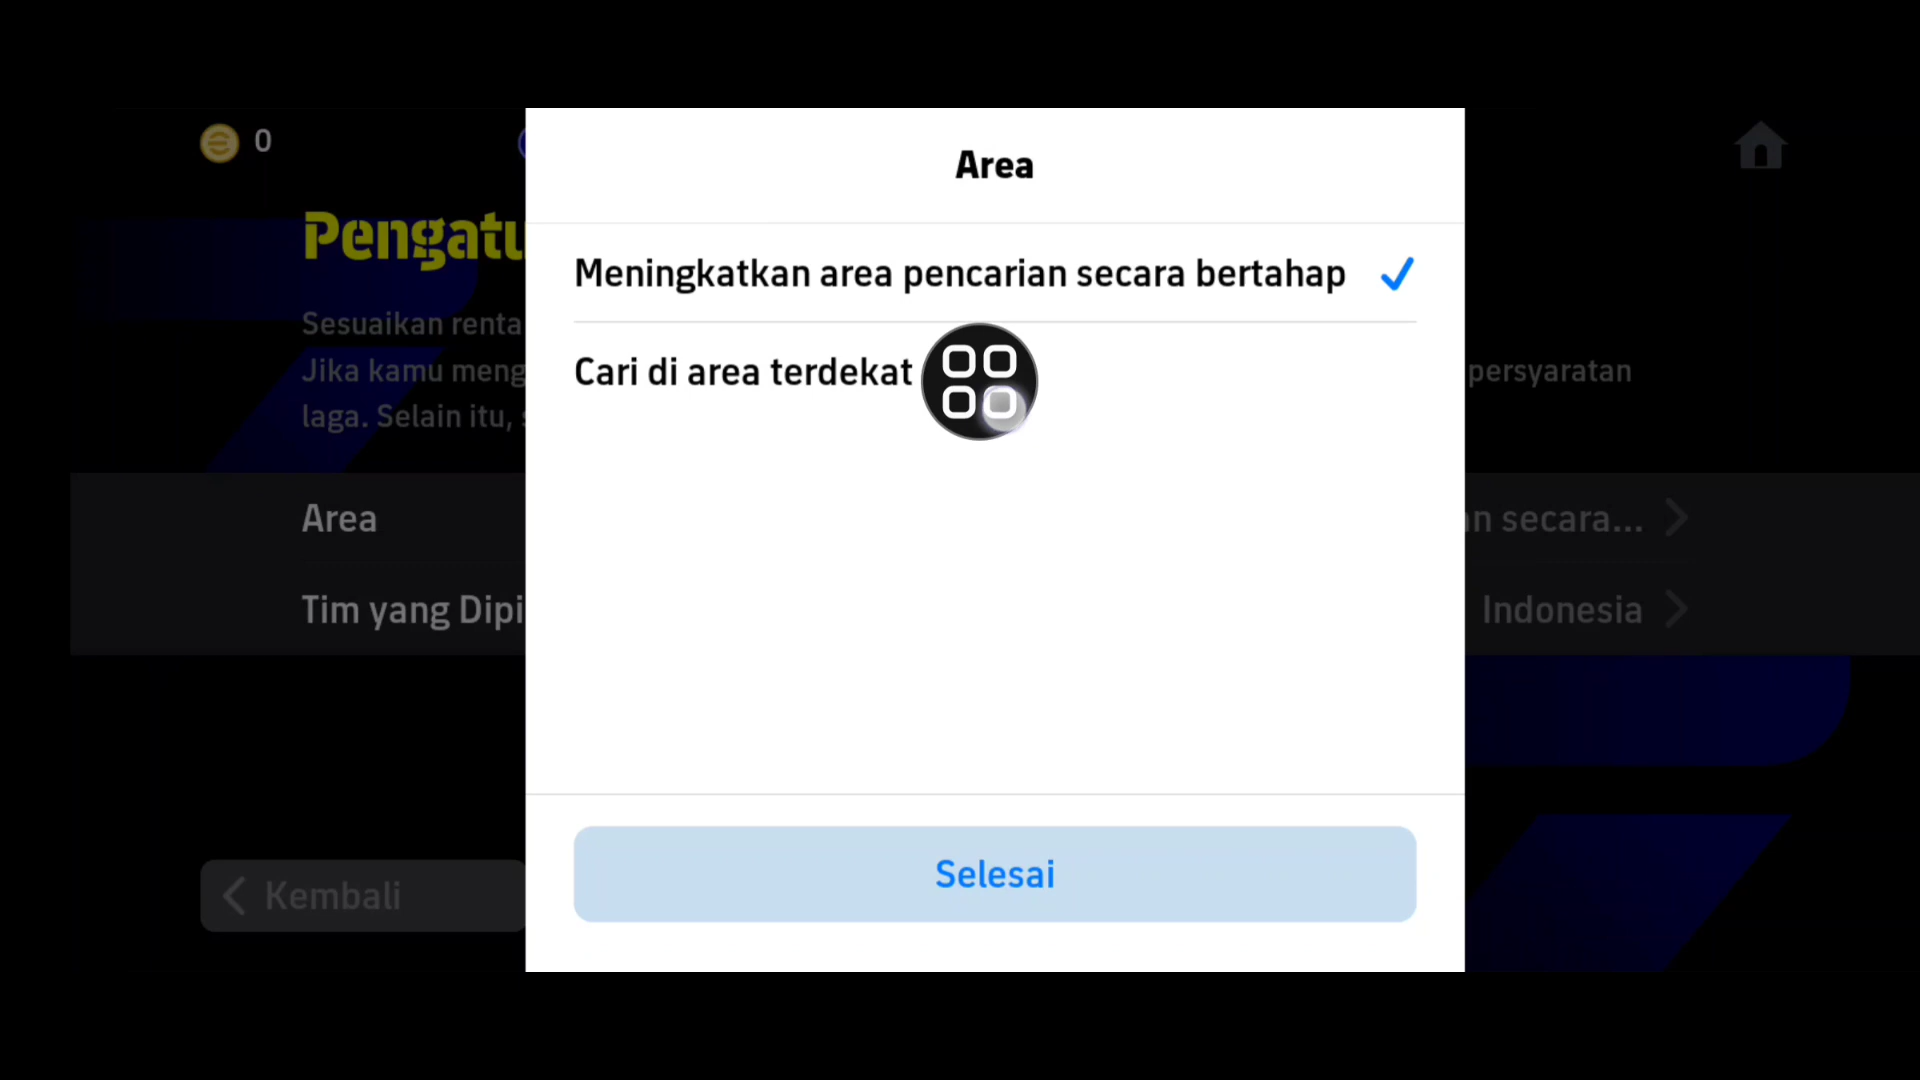 0
Area
Pengatu
Meningkatkan area pencarian secara bertahap
Sesuaikan renta
Cari di area terdekat
Jika kamu meng
persyaratan
laga. Selain itu,
Area
n secara...
Tim yang Dipi
Indonesia
Selesai
Kembali